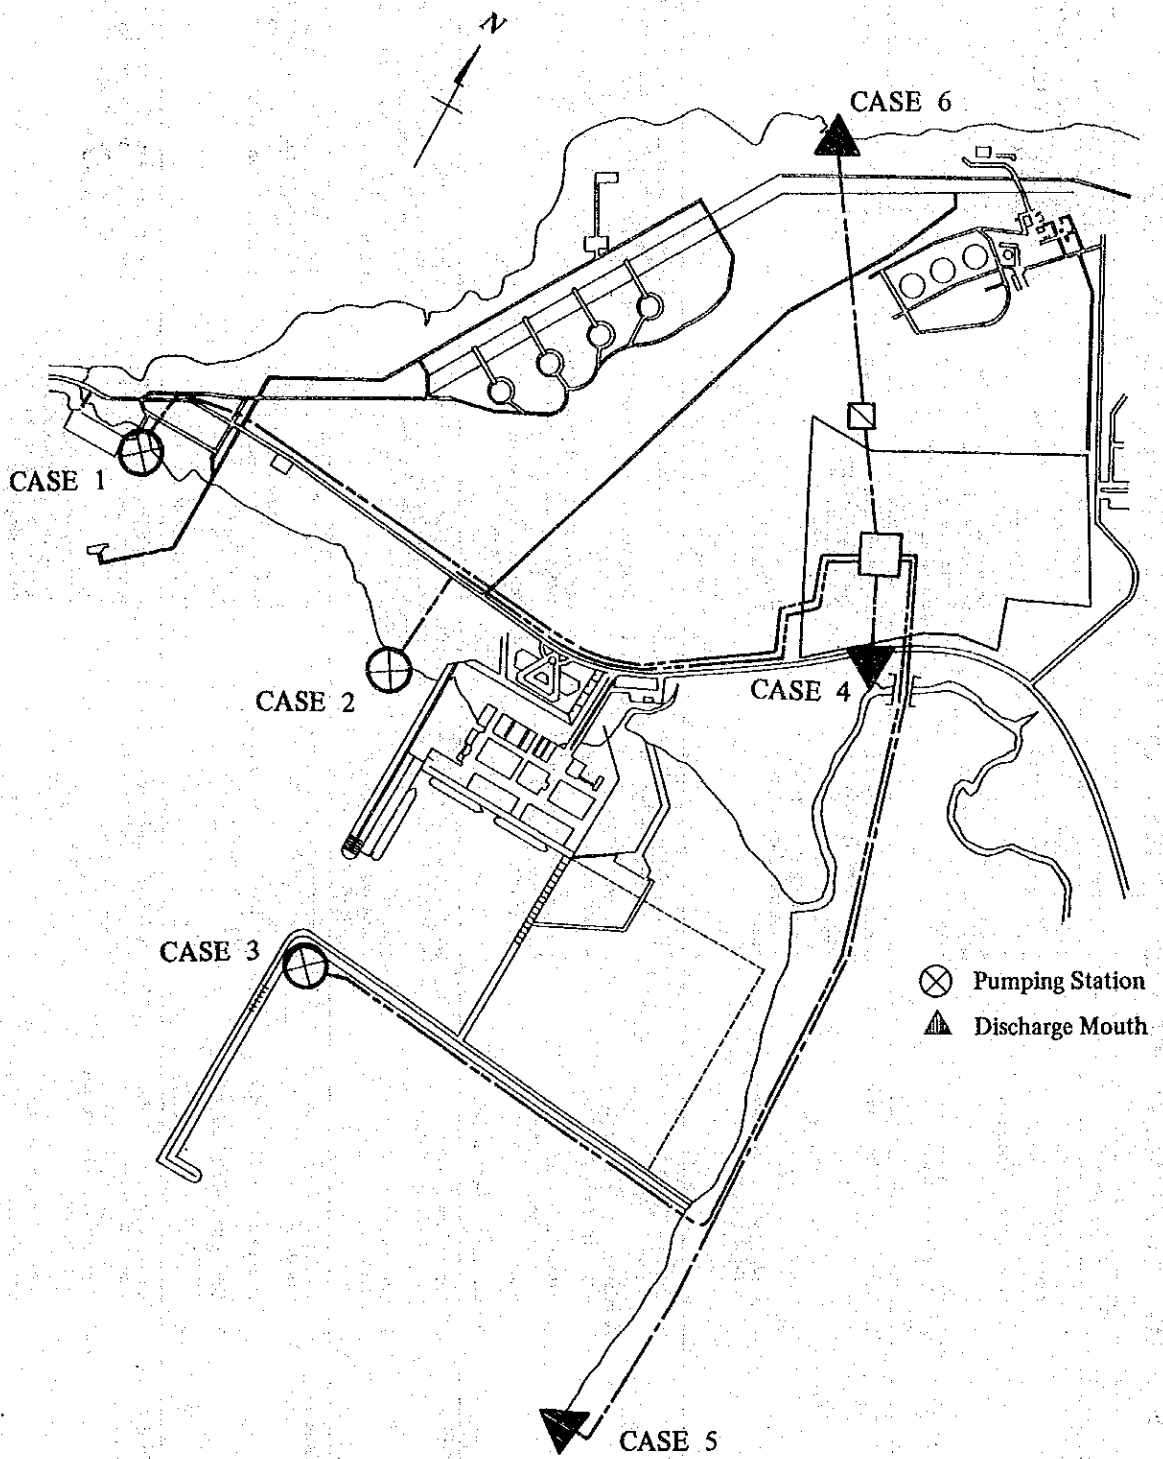 N
CASE 6
CASE 1
CASE 2
CASE 4
CASE 3
Pumping Station
Discharge Mouth
CASE 5